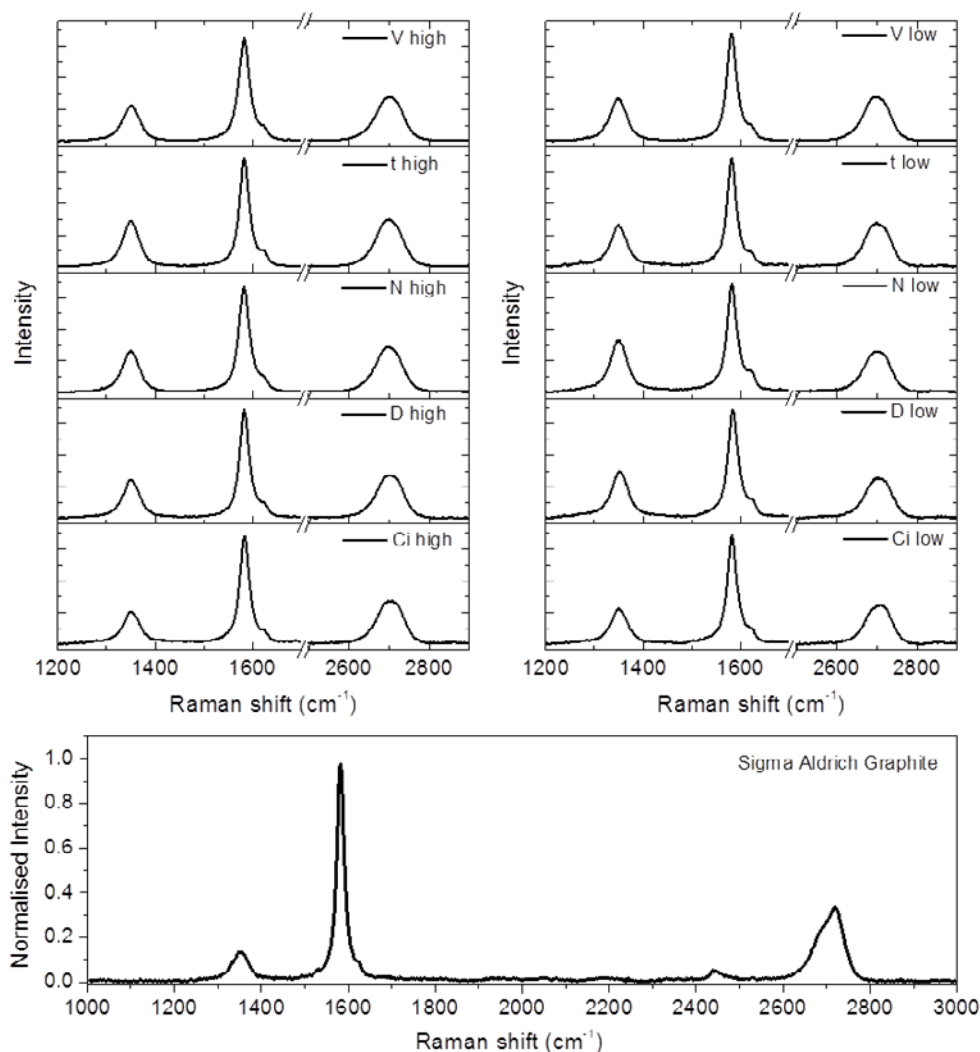 V high
V low
t high
t low
N high
N low
D high
D low
Ci high
Ci low
Intensity
Intensity
1200 1400 1600 2600 2800
1200 1400 1600 2600 2800
Raman shift (cm⁻¹)
Raman shift (cm⁻¹)
Sigma Aldrich Graphite
Normalised Intensity
1.0
0.8
0.6
0.4
0.2
0.0
1000 1200 1400 1600 1800 2000 2200 2400 2600 2800 3000
Raman shift (cm⁻¹)